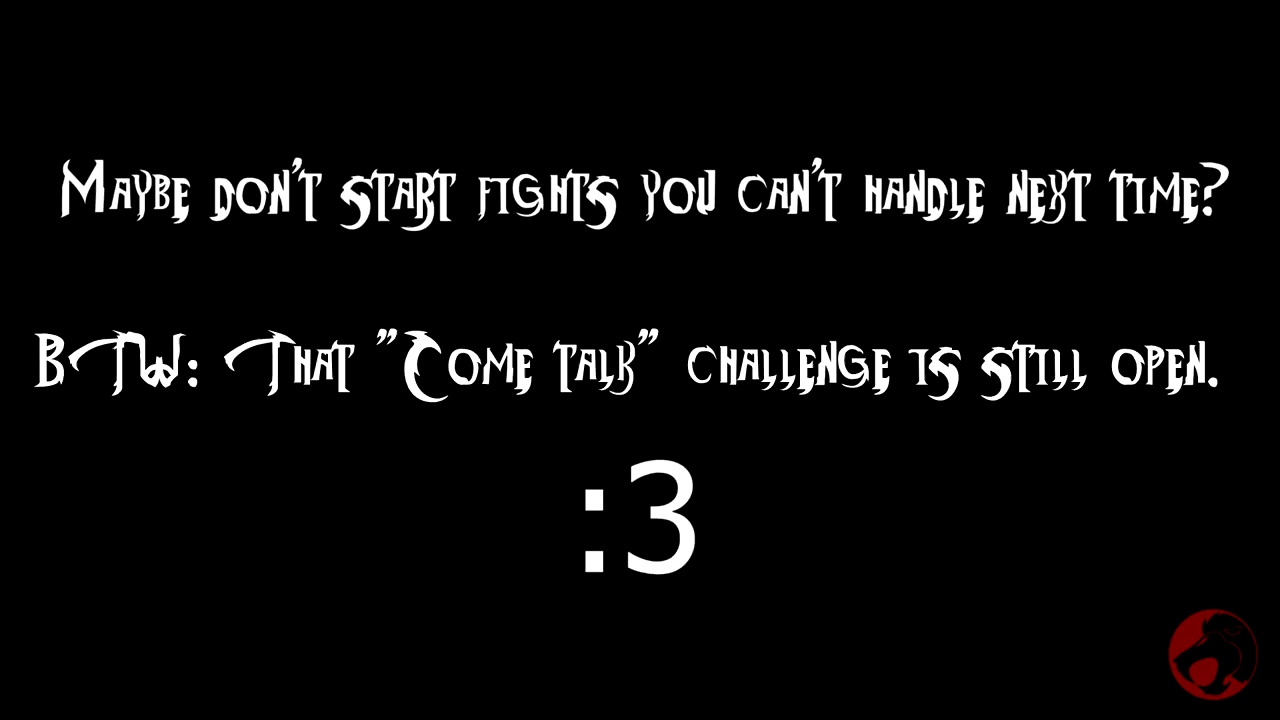 Maybe don't start fights you can't handle next time?
BTW: That "Come talk" challenge is still open.
:3